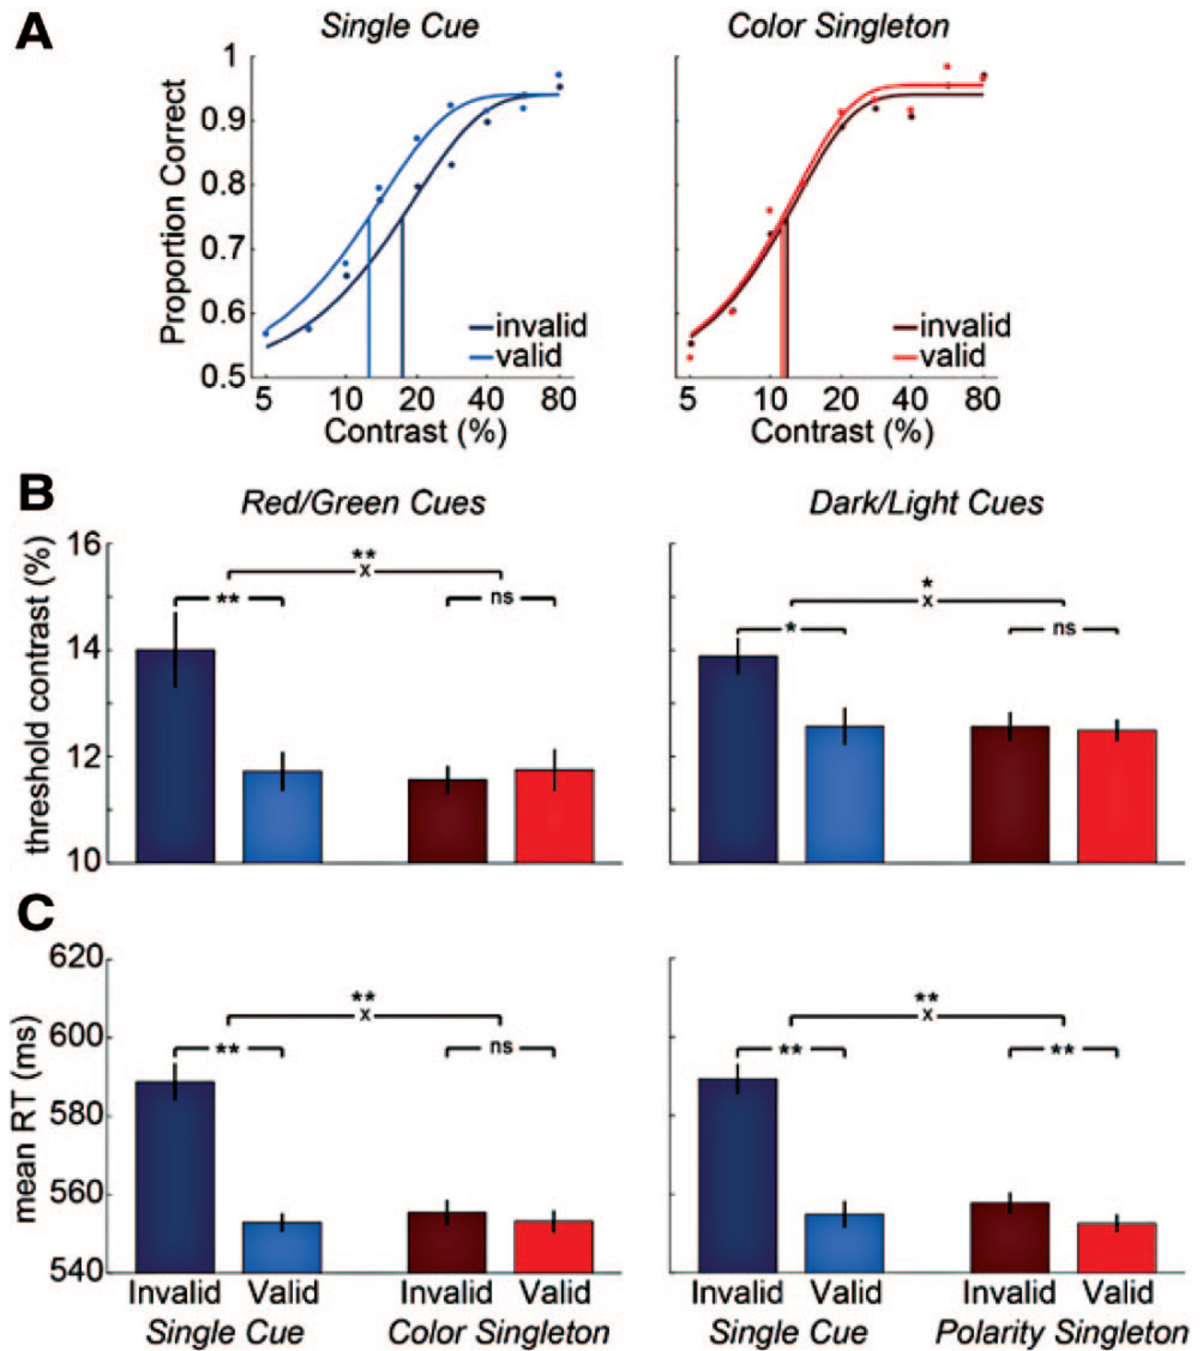 A
Single Cue
Color Singleton
Proportion Correct
1
0.9
0.8
0.7
0.6
0.5
invalid
valid
invalid
valid
5 10 20 40 80
5 10 20 40 80
Contrast (%)
Contrast (%)
B
Red/Green Cues
Dark/Light Cues
threshold contrast (%)
16
14
12
10
**
x
** ns
*
x
* ns
C
mean RT (ms)
620
600
580
560
540
**
x
** ns
**
x
** **
Invalid Valid Invalid Valid
Invalid Valid Invalid Valid
Single Cue Color Singleton
Single Cue Polarity Singleton